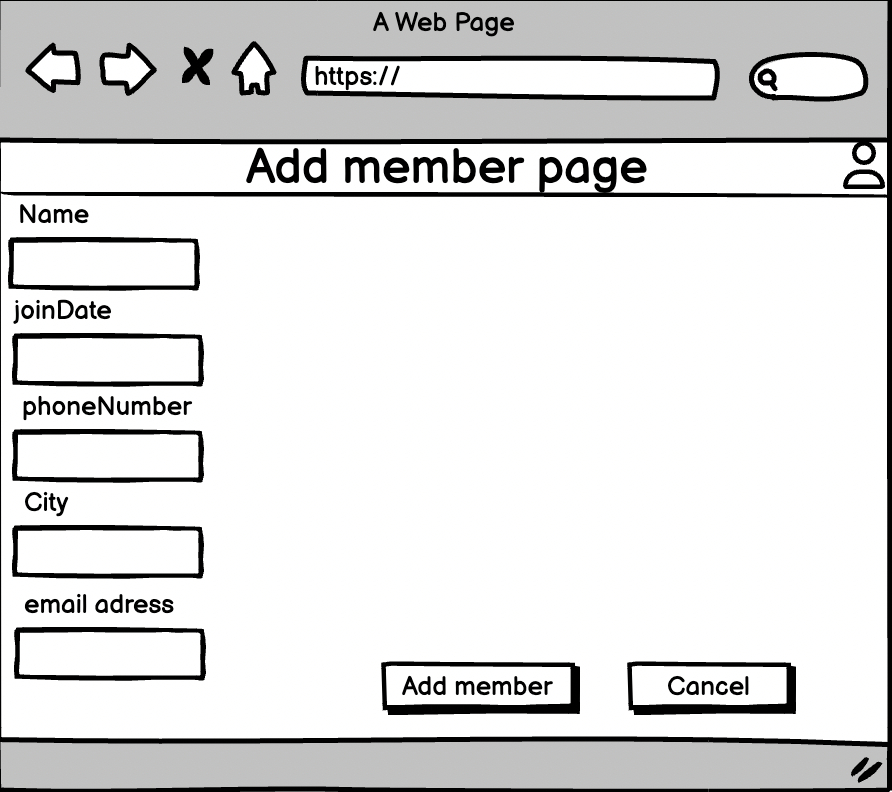 A Web Page
https://
Add member page
Name
joinDate
phoneNumber
City
email adress
Add member
Cancel